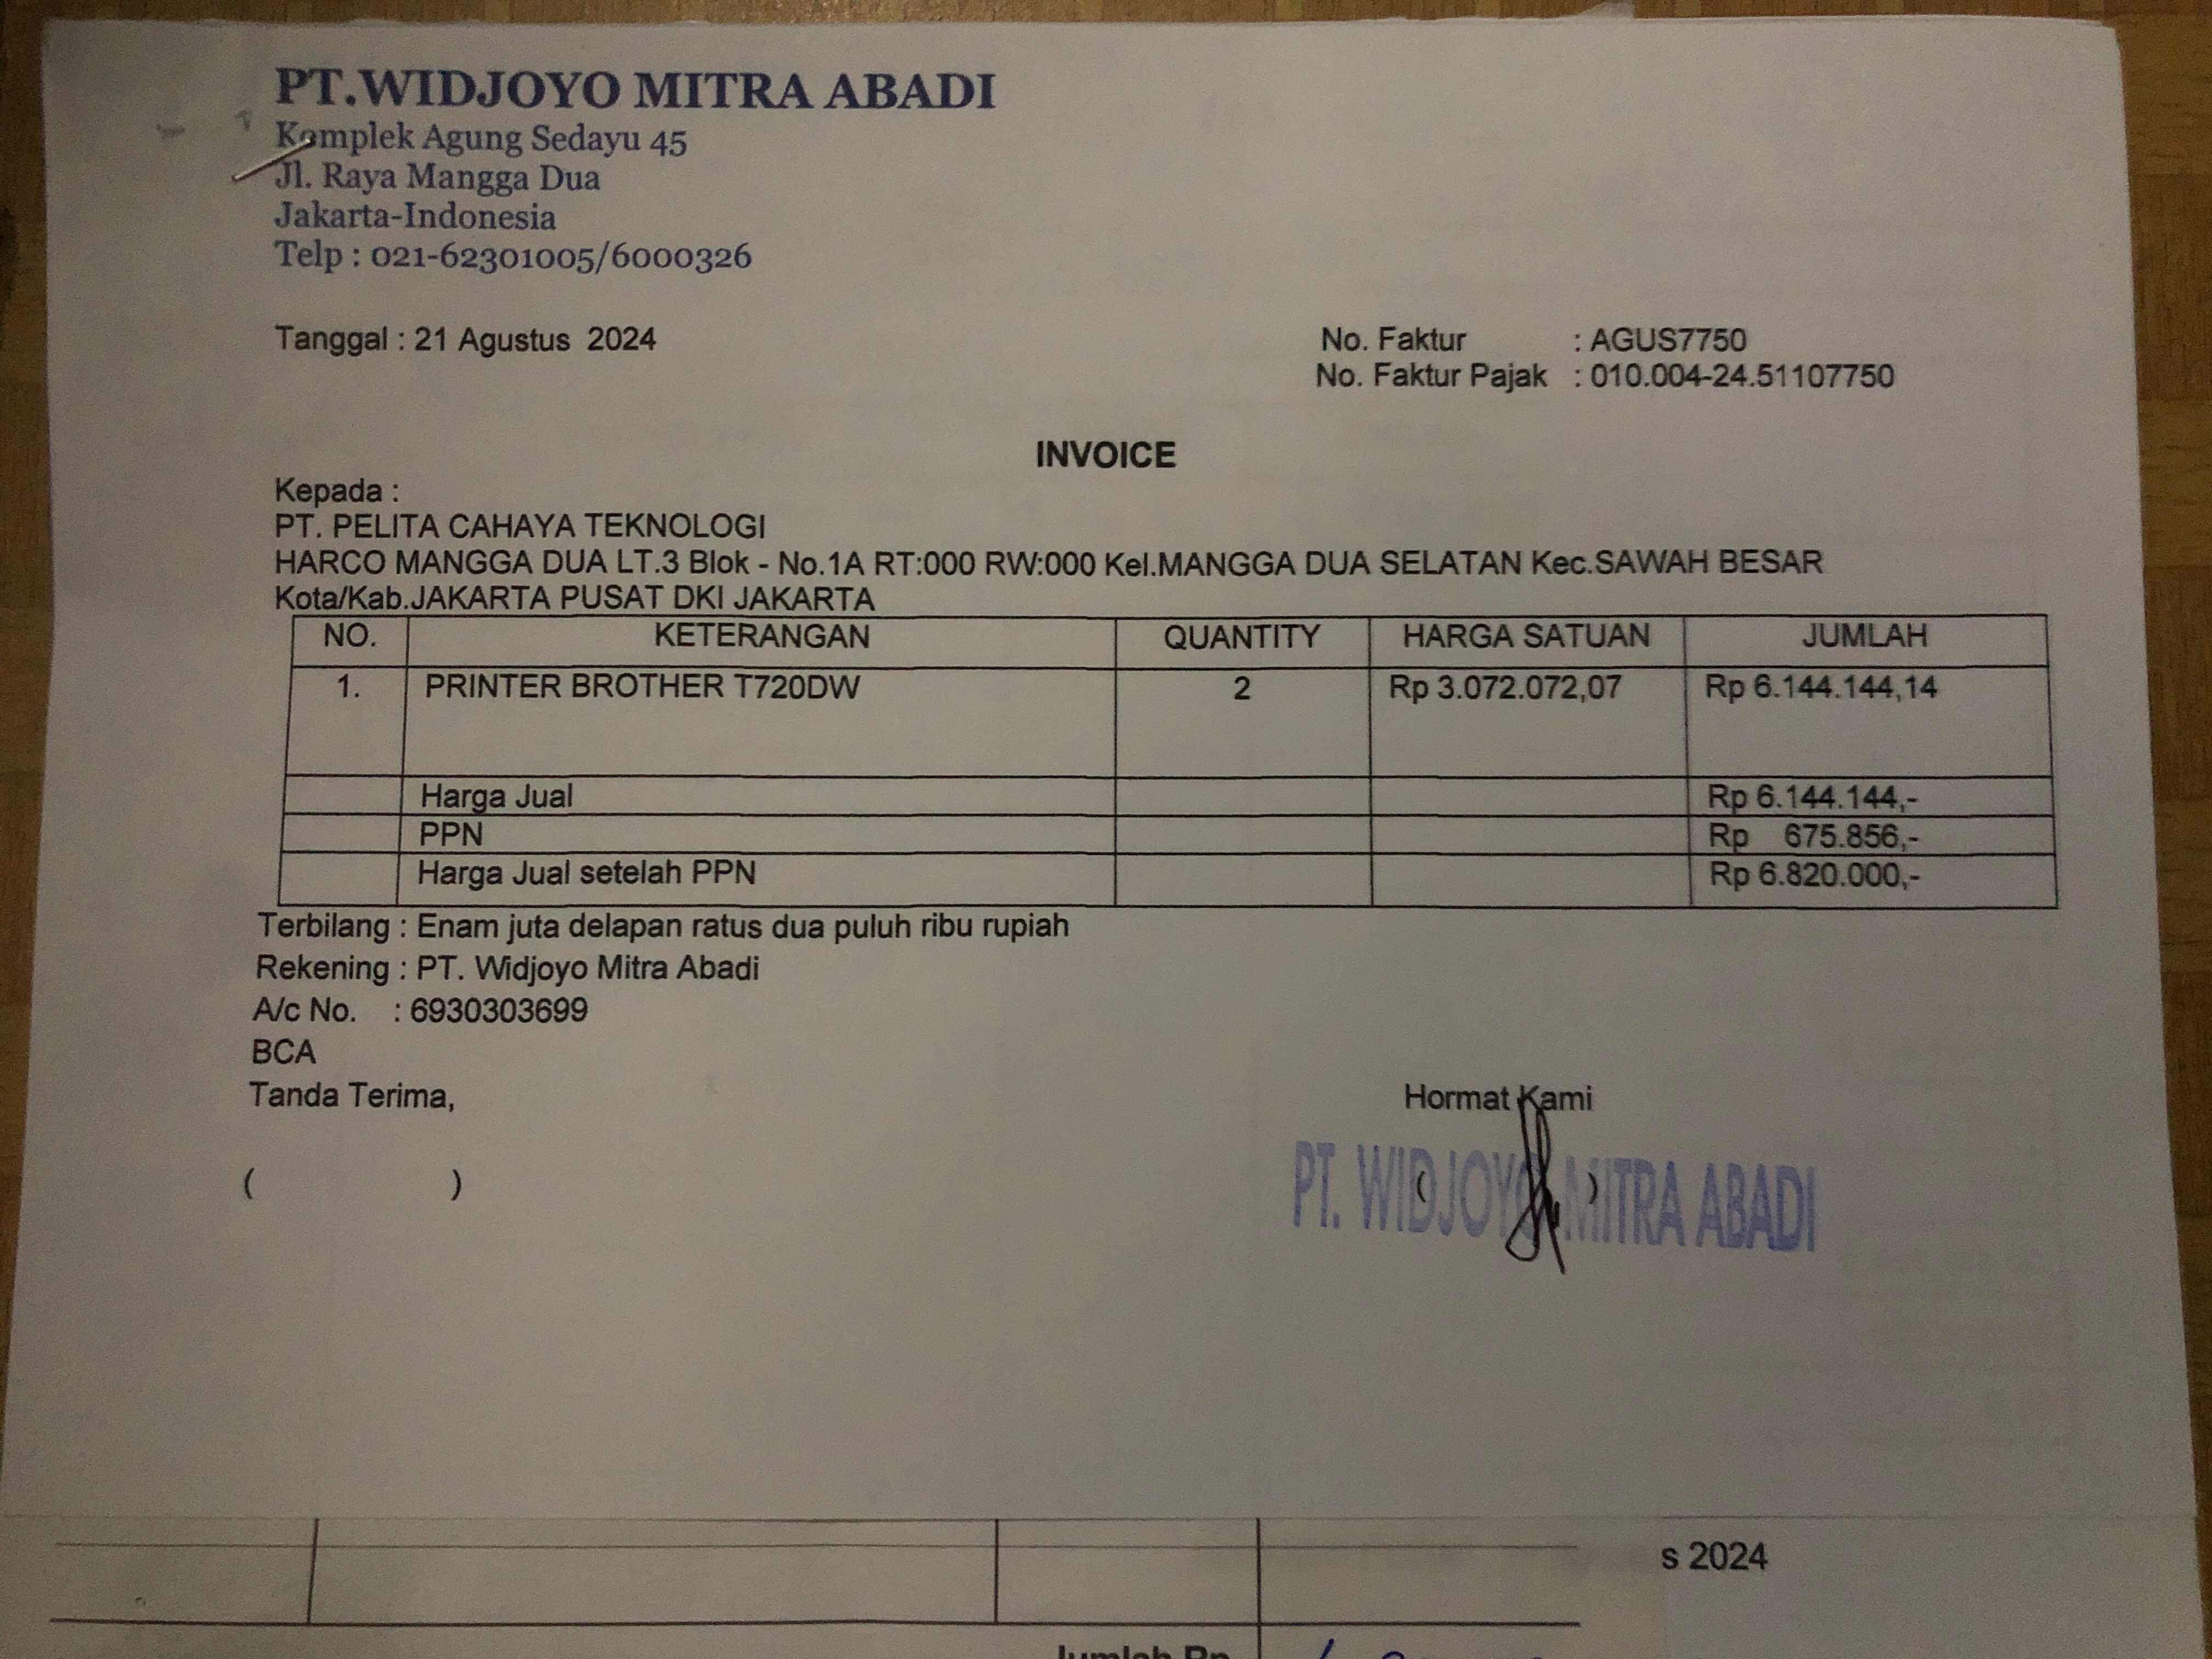 PT.WIDJOYO MITRA ABADI
Komplek Agung Sedayu 45
Jl. Raya Mangga Dua
Jakarta-Indonesia
Telp : 021-62301005/6000326
Tanggal : 21 Agustus 2024
No. Faktur : AGUS7750
No. Faktur Pajak : 010.004-24.51107750
INVOICE
Kepada :
PT. PELITA CAHAYA TEKNOLOGI
HARCO MANGGA DUA LT.3 Blok - No.1A RT:000 RW:000 Kel.MANGGA DUA SELATAN Kec.SAWAH BESAR
Kota/Kab.JAKARTA PUSAT DKI JAKARTA
NO. KETERANGAN QUANTITY HARGA SATUAN JUMLAH
1. PRINTER BROTHER T720DW 2 Rp 3.072.072,07 Rp 6.144.144,14
Harga Jual Rp 6.144.144,-
PPN Rp 675.856,-
Harga Jual setelah PPN Rp 6.820.000,-
Terbilang : Enam juta delapan ratus dua puluh ribu rupiah
Rekening : PT. Widjoyo Mitra Abadi
A/c No. : 6930303699
BCA
Tanda Terima,
Hormat Kami
( )
( )
PT. WIDJOYO MITRA ABADI
s 2024
Jumlah Rp